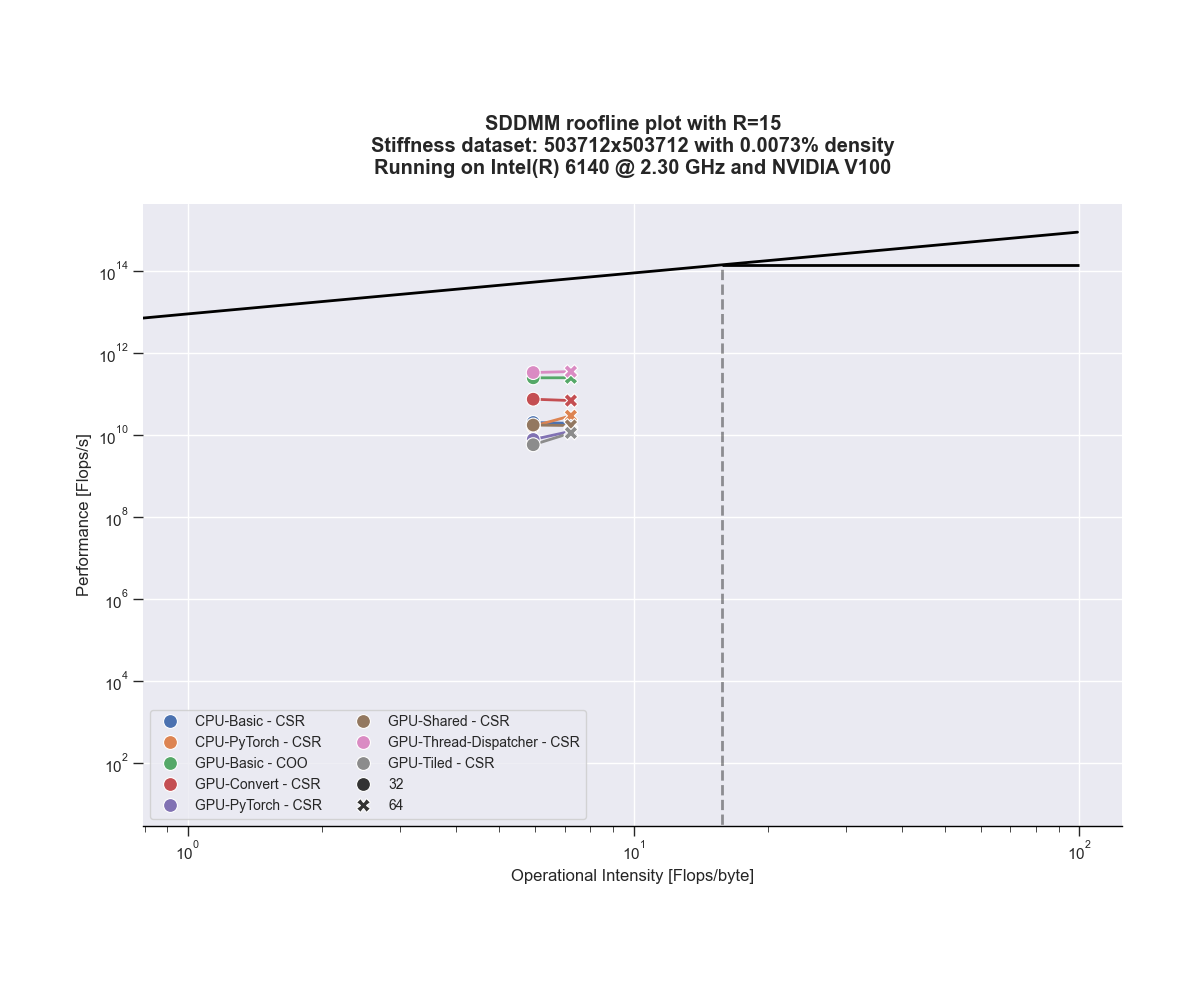 SDDMM roofline plot with R=15
Stiffness dataset: 503712x503712 with 0.0073% density
Running on Intel(R) 6140 @ 2.30 GHz and NVIDIA V100
10^14
10^12
10^10
10^8
10^6
10^4
10^2
Performance [Flops/s]
CPU-Basic - CSR
CPU-PyTorch - CSR
GPU-Basic - COO
GPU-Convert - CSR
GPU-PyTorch - CSR
GPU-Shared - CSR
GPU-Thread-Dispatcher - CSR
GPU-Tiled - CSR
32
64
10^0
10^1
10^2
Operational Intensity [Flops/byte]